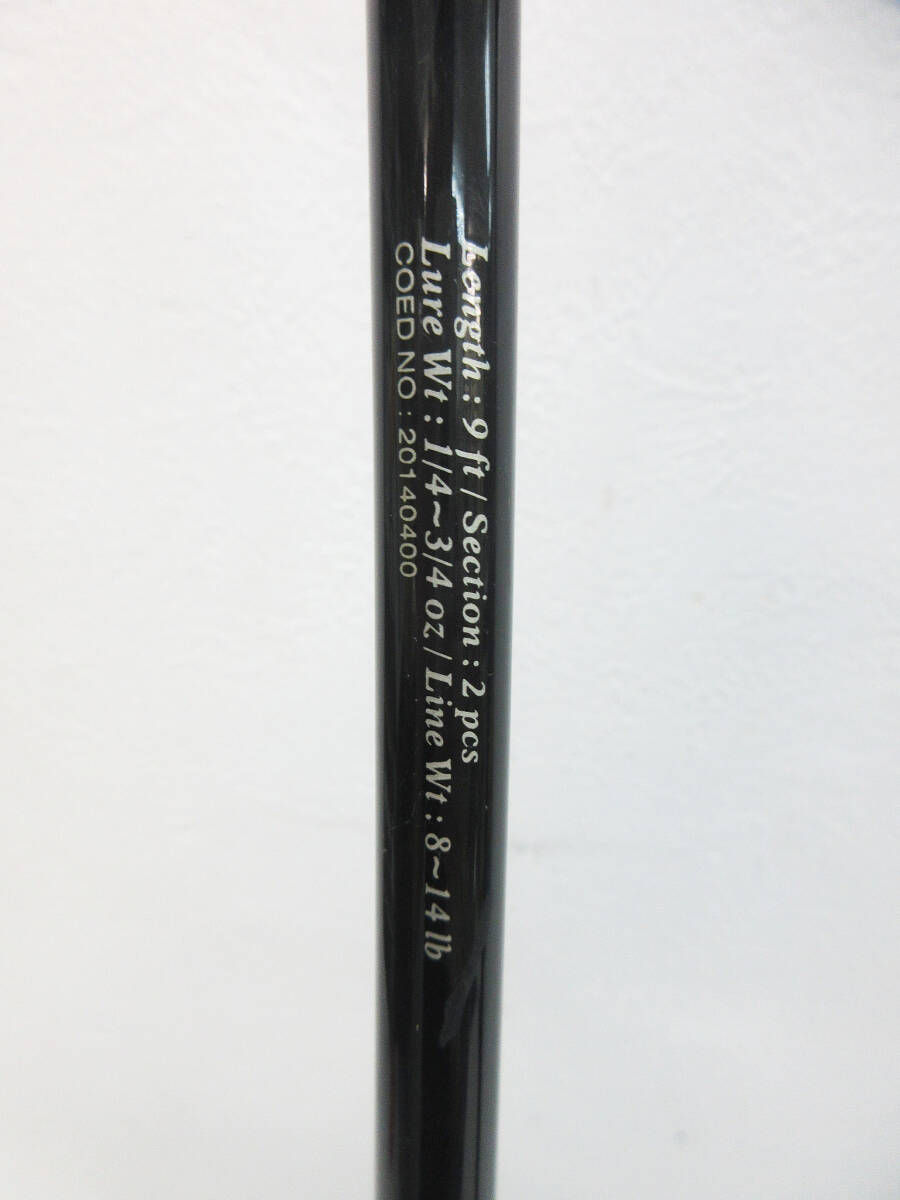 Length : 9 ft / Section : 2 pcs
Lure Wt : 1/4~3/4 oz / Line Wt : 8~14 lb
COED NO : 20140400